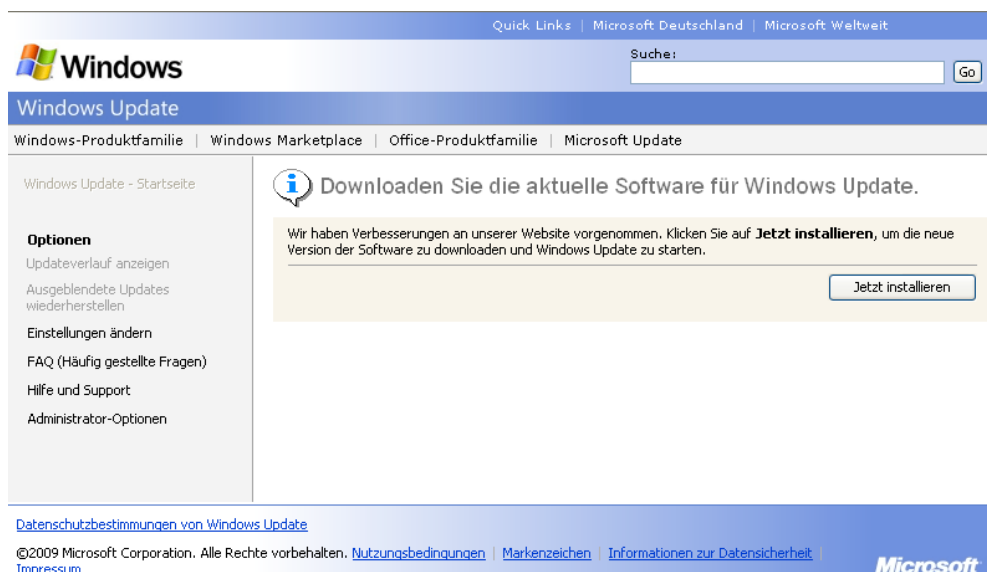 Quick Links | Microsoft Deutschland | Microsoft Weltweit
Windows
Suche:
Go
Windows Update
Windows-Produktfamilie | Windows Marketplace | Office-Produktfamilie | Microsoft Update
Windows Update - Startseite
Optionen
Updateverlauf anzeigen
Ausgeblendete Updates
wiederherstellen
Einstellungen ändern
FAQ (Häufig gestellte Fragen)
Hilfe und Support
Administrator-Optionen
Downloaden Sie die aktuelle Software für Windows Update.
Wir haben Verbesserungen an unserer Website vorgenommen. Klicken Sie auf Jetzt installieren, um die neue
Version der Software zu downloaden und Windows Update zu starten.
Jetzt installieren
Datenschutzbestimmungen von Windows Update
©2009 Microsoft Corporation. Alle Rechte vorbehalten. Nutzungsbedingungen | Markenzeichen | Informationen zur Datensicherheit |
Impressum
Microsoft